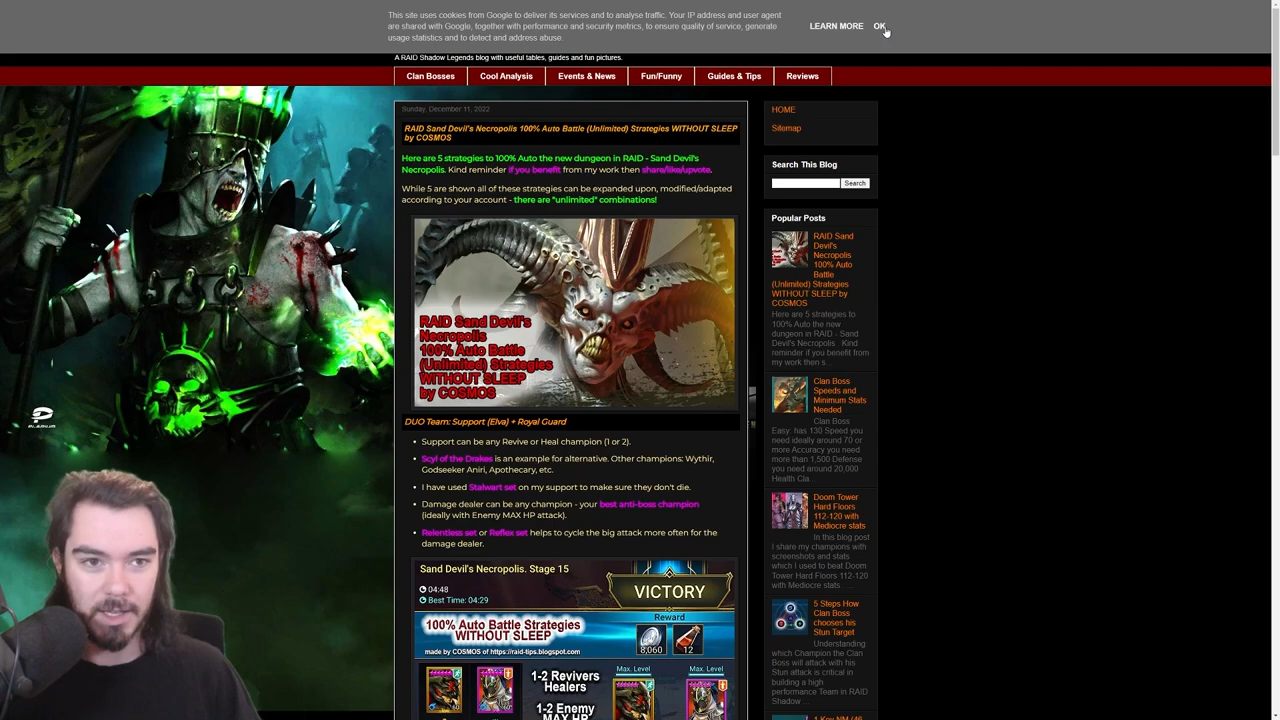 This site uses cookies from Google to deliver its services and to analyse traffic. Your IP address and user agent
are shared with Google, together with performance and security metrics, to ensure quality of service, generate
usage statistics and to detect and address abuse.
LEARN MORE OK
A RAID Shadow Legends blog with useful tables, guides and fun pictures.
Clan Bosses Cool Analysis Events & News Fun/Funny Guides & Tips Reviews
Sunday, December 11, 2022
RAID Sand Devil's Necropolis 100% Auto Battle (Unlimited) Strategies WITHOUT SLEEP
by COSMOS
Here are 5 strategies to 100% Auto the new dungeon in RAID - Sand Devil's
Necropolis. Kind reminder if you benefit from my work then share/like/upvote.
While 5 are shown all of these strategies can be expanded upon, modified/adapted
according to your account - there are "unlimited" combinations!
RAID Sand Devil's
Necropolis
100% Auto Battle
(Unlimited) Strategies
WITHOUT SLEEP
by COSMOS
DUO Team: Support (Elva) + Royal Guard
Support can be any Revive or Heal champion (1 or 2).
Scyl of the Drakes is an example for alternative. Other champions: Wythir,
Godseeker Aniri, Apothecary, etc.
I have used Stalwart set on my support to make sure they don't die.
Damage dealer can be any champion - your best anti-boss champion
(ideally with Enemy MAX HP attack).
Relentless set or Reflex set helps to cycle the big attack more often for the
damage dealer.
Sand Devil's Necropolis. Stage 15
VICTORY
04:48
Best Time: 04:29
100% Auto Battle Strategies
WITHOUT SLEEP
made by COSMOS of https://raid-tips.blogspot.com
Reward
8,060 12
1-2 Revivers
Healers
1-2 Enemy
MAX HP
Max. Level
Max. Level
60 60
HOME
Sitemap
Search This Blog
Search
Popular Posts
RAID Sand
Devil's
Necropolis
100% Auto
Battle
(Unlimited) Strategies
WITHOUT SLEEP by
COSMOS
Here are 5 strategies to
100% Auto the new
dungeon in RAID - Sand
Devil's Necropolis . Kind
reminder if you benefit from
my work then s...
Clan Boss
Speeds and
Minimum Stats
Needed
Clan Boss
Easy: has 130 Speed you
need ideally around 70 or
more Accuracy you need
more than 1,500 Defense
you need around 20,000
Health Cla...
Doom Tower
Hard Floors
112-120 with
Mediocre stats
In this blog post
I share my champions with
screenshots and stats
which I used to beat Doom
Tower Hard Floors 112-120
with Mediocre stats . ...
5 Steps How
Clan Boss
chooses his
Stun Target
Understanding
which Champion the Clan
Boss will attack with his
Stun attack is critical in
building a high
performance Team in RAID
Shadow ...
1 Key NM (46
PLARIUM